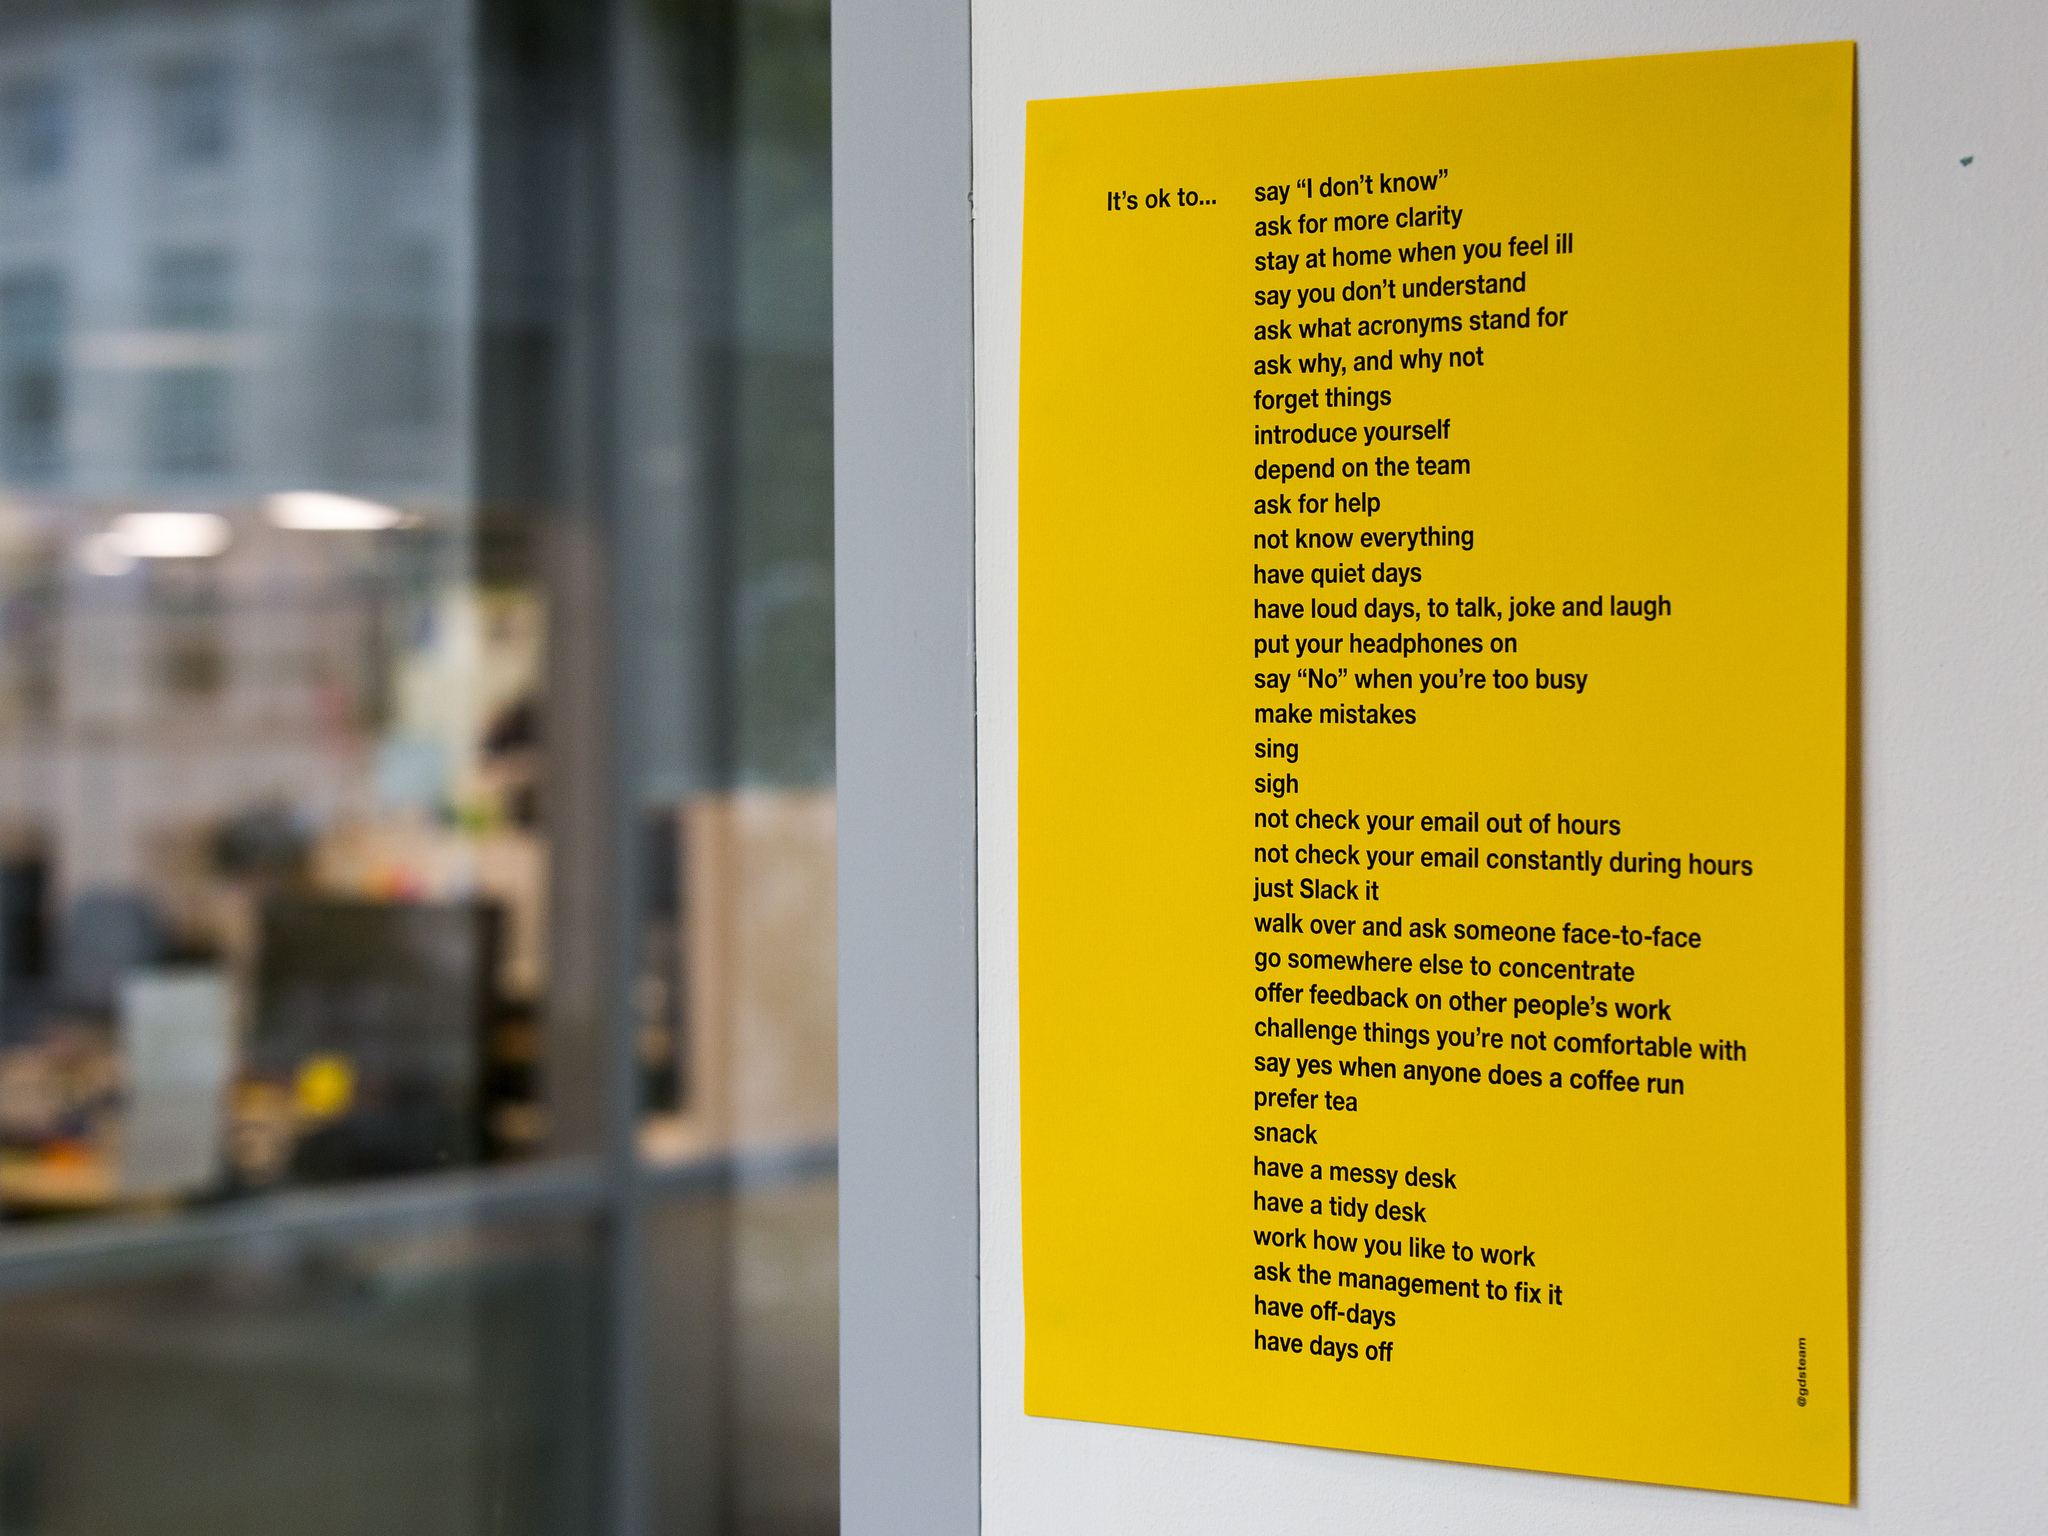 It's ok to... say “I don’t know”
ask for more clarity
stay at home when you feel ill
say you don’t understand
ask what acronyms stand for
ask why, and why not
forget things
introduce yourself
depend on the team
ask for help
not know everything
have quiet days
have loud days, to talk, joke and laugh
put your headphones on
say “No” when you’re too busy
make mistakes
sing
sigh
not check your email out of hours
not check your email constantly during hours
just Slack it
walk over and ask someone face-to-face
go somewhere else to concentrate
offer feedback on other people’s work
challenge things you’re not comfortable with
say yes when anyone does a coffee run
prefer tea
snack
have a messy desk
have a tidy desk
work how you like to work
ask the management to fix it
have off-days
have days off
@gdsteam